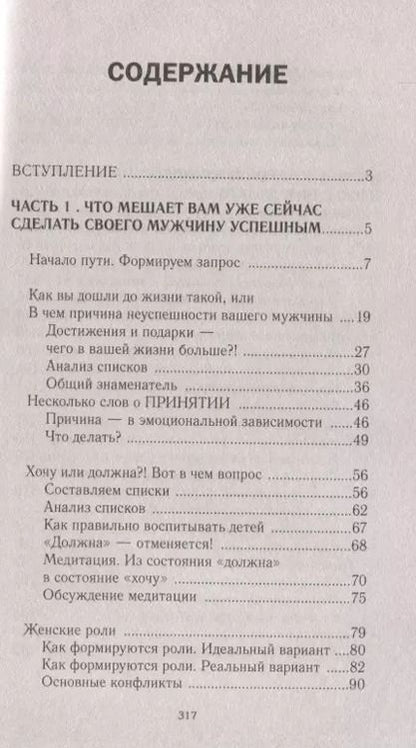 СОДЕРЖАНИЕ
ВСТУПЛЕНИЕ ................................................ 3
ЧАСТЬ 1 . ЧТО МЕШАЕТ ВАМ УЖЕ СЕЙЧАС
СДЕЛАТЬ СВОЕГО МУЖЧИНУ УСПЕШНЫМ........ 5
Начало пути. Формируем запрос ..................... 7
Как вы дошли до жизни такой, или
В чем причина неуспешности вашего мужчины ....19
Достижения и подарки —
чего в вашей жизни больше?! .......................27
Анализ списков ..............................................30
Общий знаменатель .......................................36
Несколько слов о ПРИНЯТИИ ............................46
Причина — в эмоциональной зависимости .....46
Что делать? ....................................................49
Хочу или должна?! Вот в чем вопрос .................56
Составляем списки .........................................56
Анализ списков ..............................................62
Как правильно воспитывать детей .................67
«Должна» — отменяется! ................................68
Медитация. Из состояния «должна»
в состояние «хочу» .........................................70
Обсуждение медитации ..................................75
Женские роли ....................................................79
Как формируются роли. Идеальный вариант ...80
Как формируются роли. Реальный вариант .....82
Основные конфликты .....................................90
317